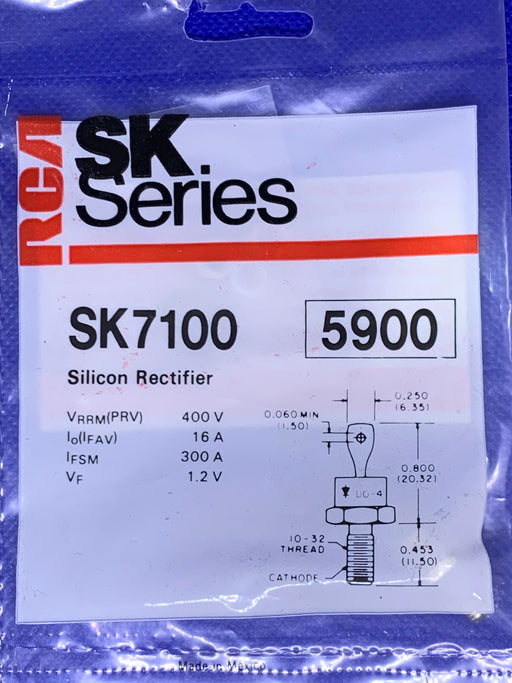 RCA
SK
Series
SK7100
5900
Silicon Rectifier
VRRM(PRV) 400 V
Io(IFAV) 16 A
IFSM 300 A
VF 1.2 V
0.060 MIN
(1.50)
0.250
(6.35)
0.800
(20.32)
DO-4
10-32
THREAD
CATHODE
0.453
(11.50)
Made in Mexico